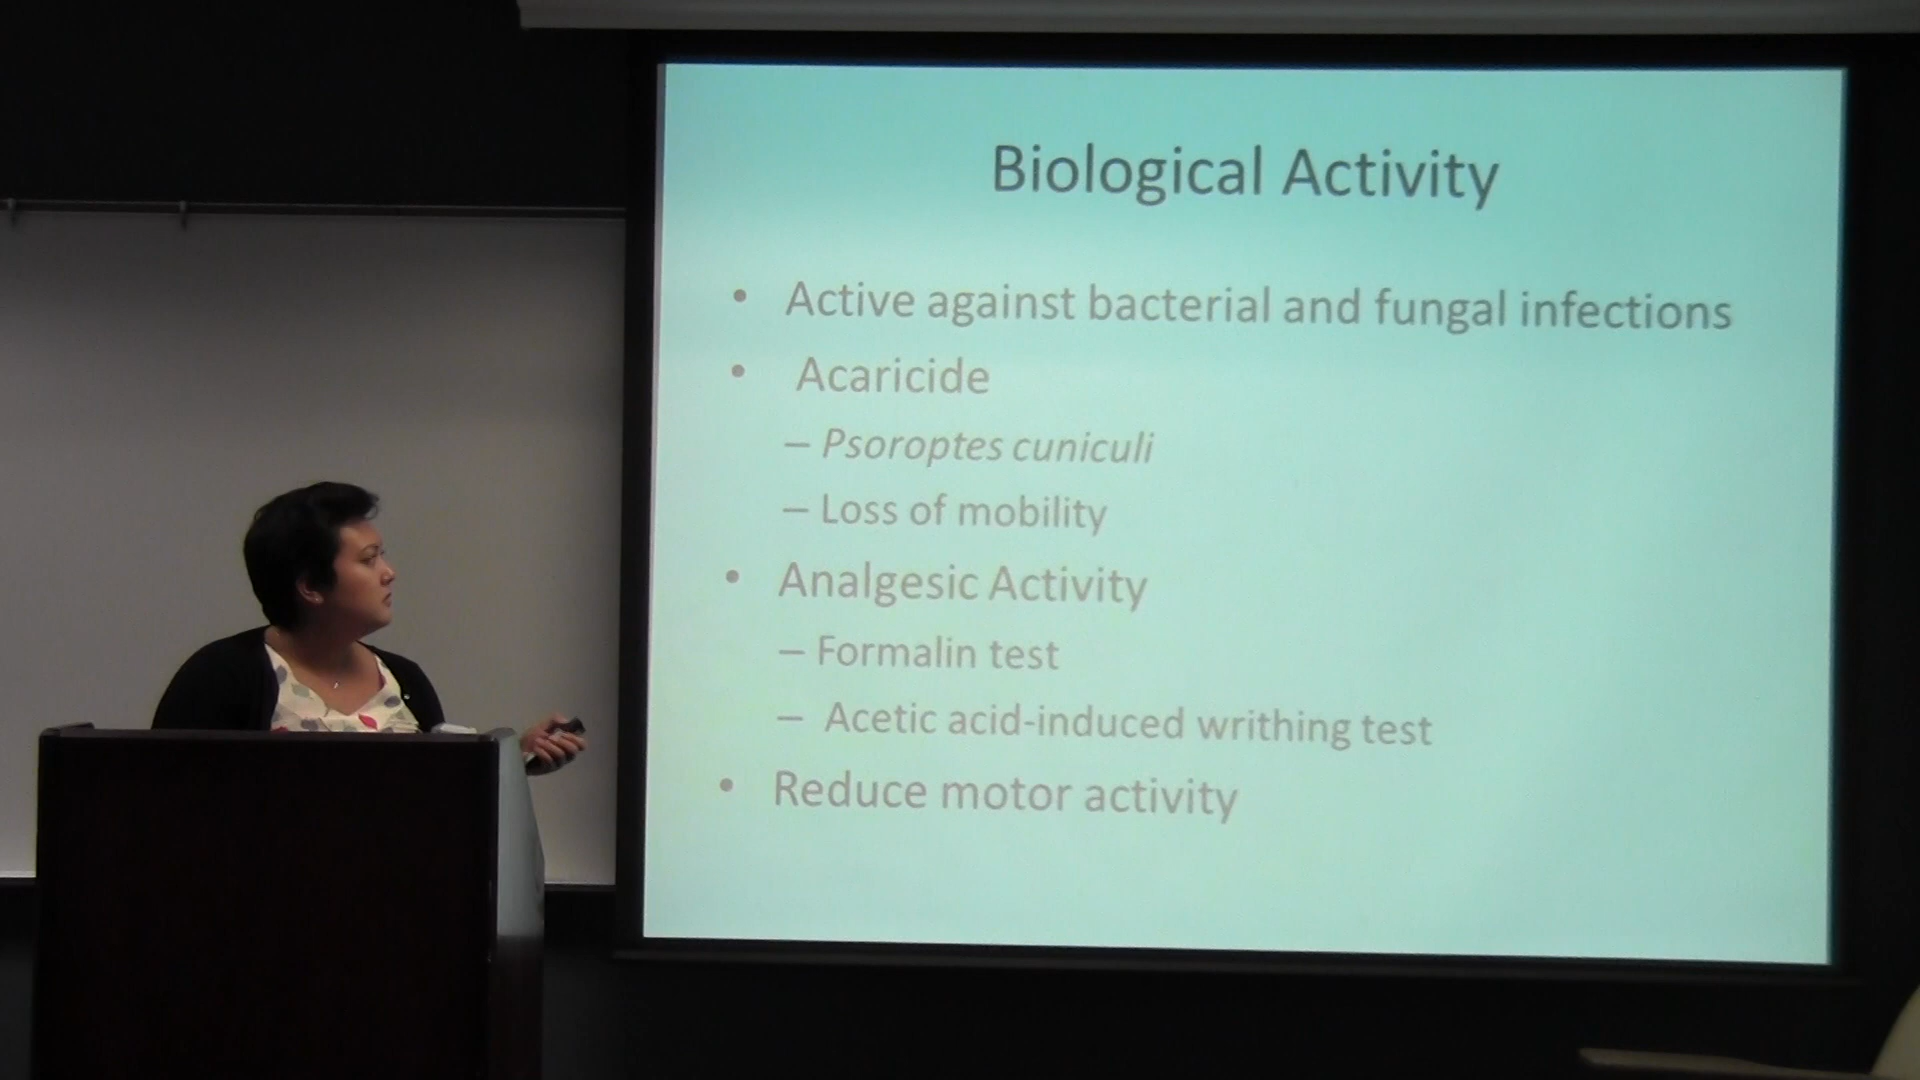 Biological Activity
• Active against bacterial and fungal infections
• Acaricide
– Psoroptes cuniculi
– Loss of mobility
• Analgesic Activity
– Formalin test
– Acetic acid-induced writhing test
• Reduce motor activity